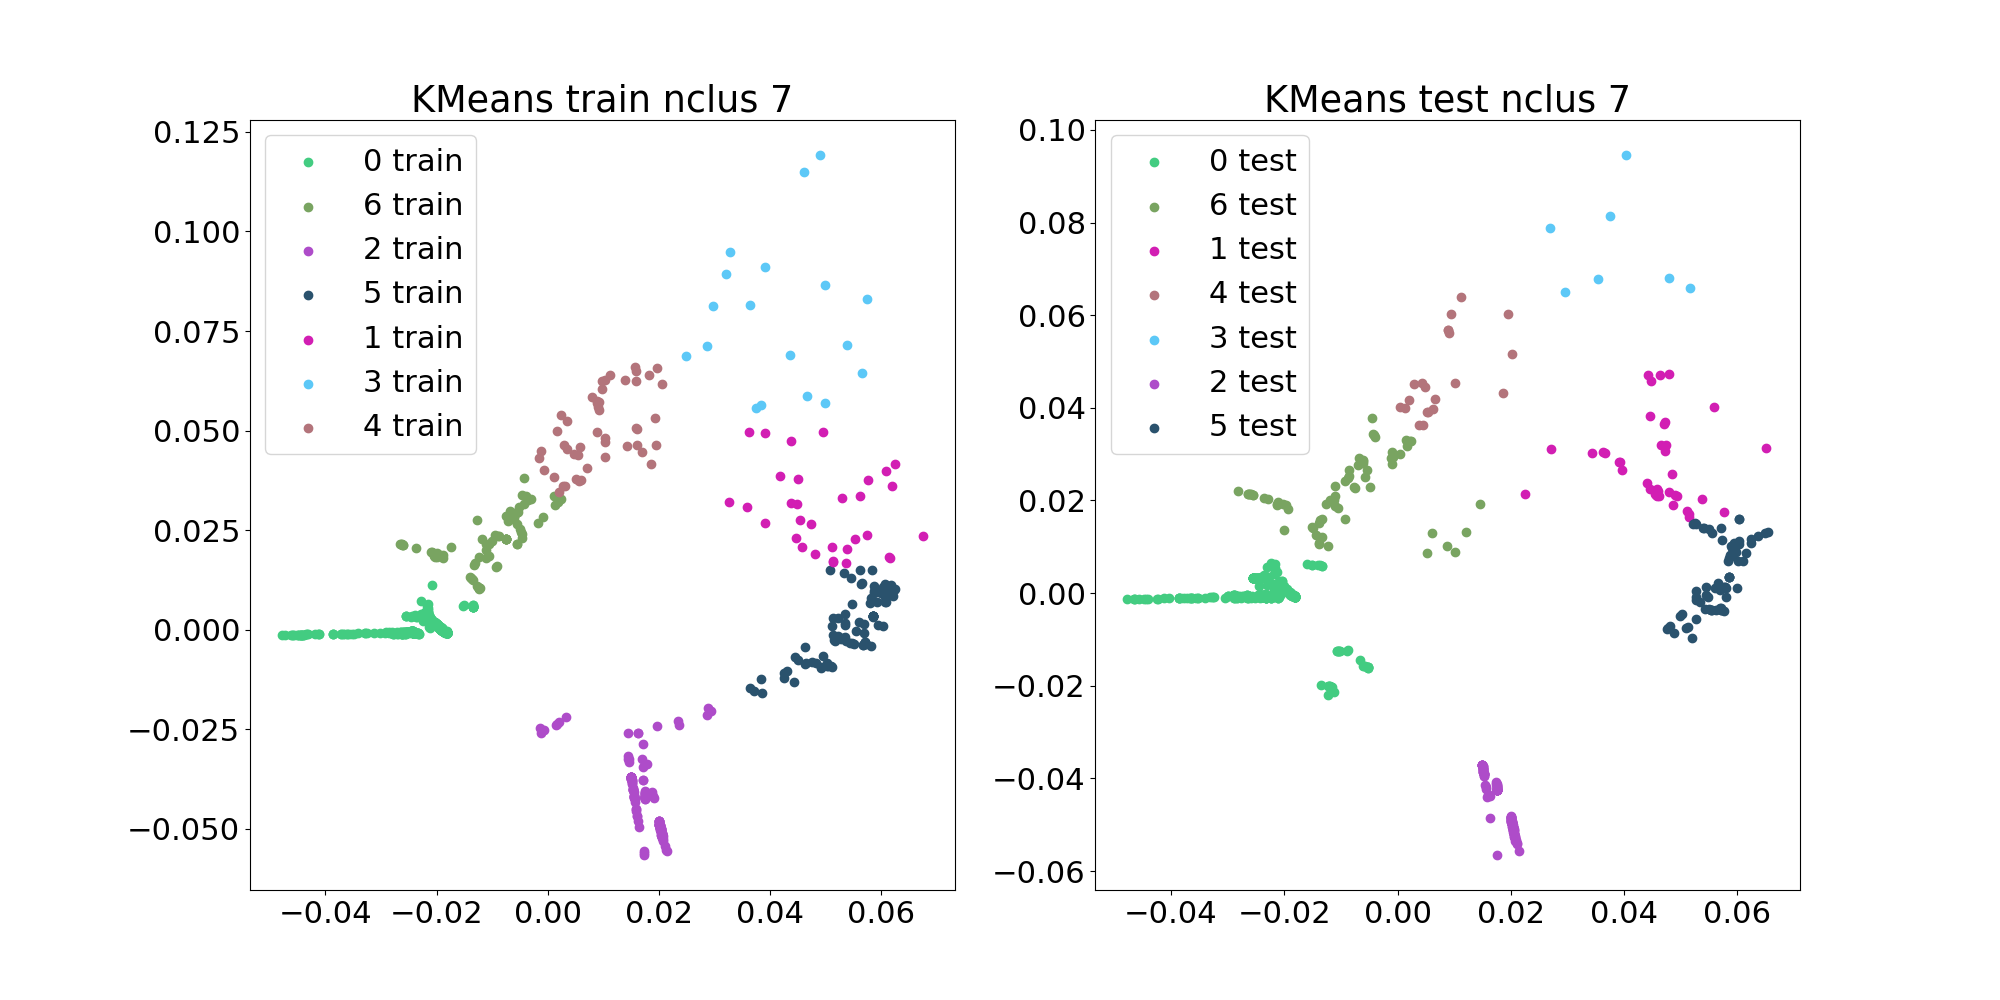 KMeans train nclus 7
0.125
0.100
0.075
0.050
0.025
0.000
−0.025
−0.050
−0.04
−0.02
0.00
0.02
0.04
0.06
0 train
6 train
2 train
5 train
1 train
3 train
4 train
KMeans test nclus 7
0.10
0.08
0.06
0.04
0.02
0.00
−0.02
−0.04
−0.06
−0.04
−0.02
0.00
0.02
0.04
0.06
0 test
6 test
1 test
4 test
3 test
2 test
5 test